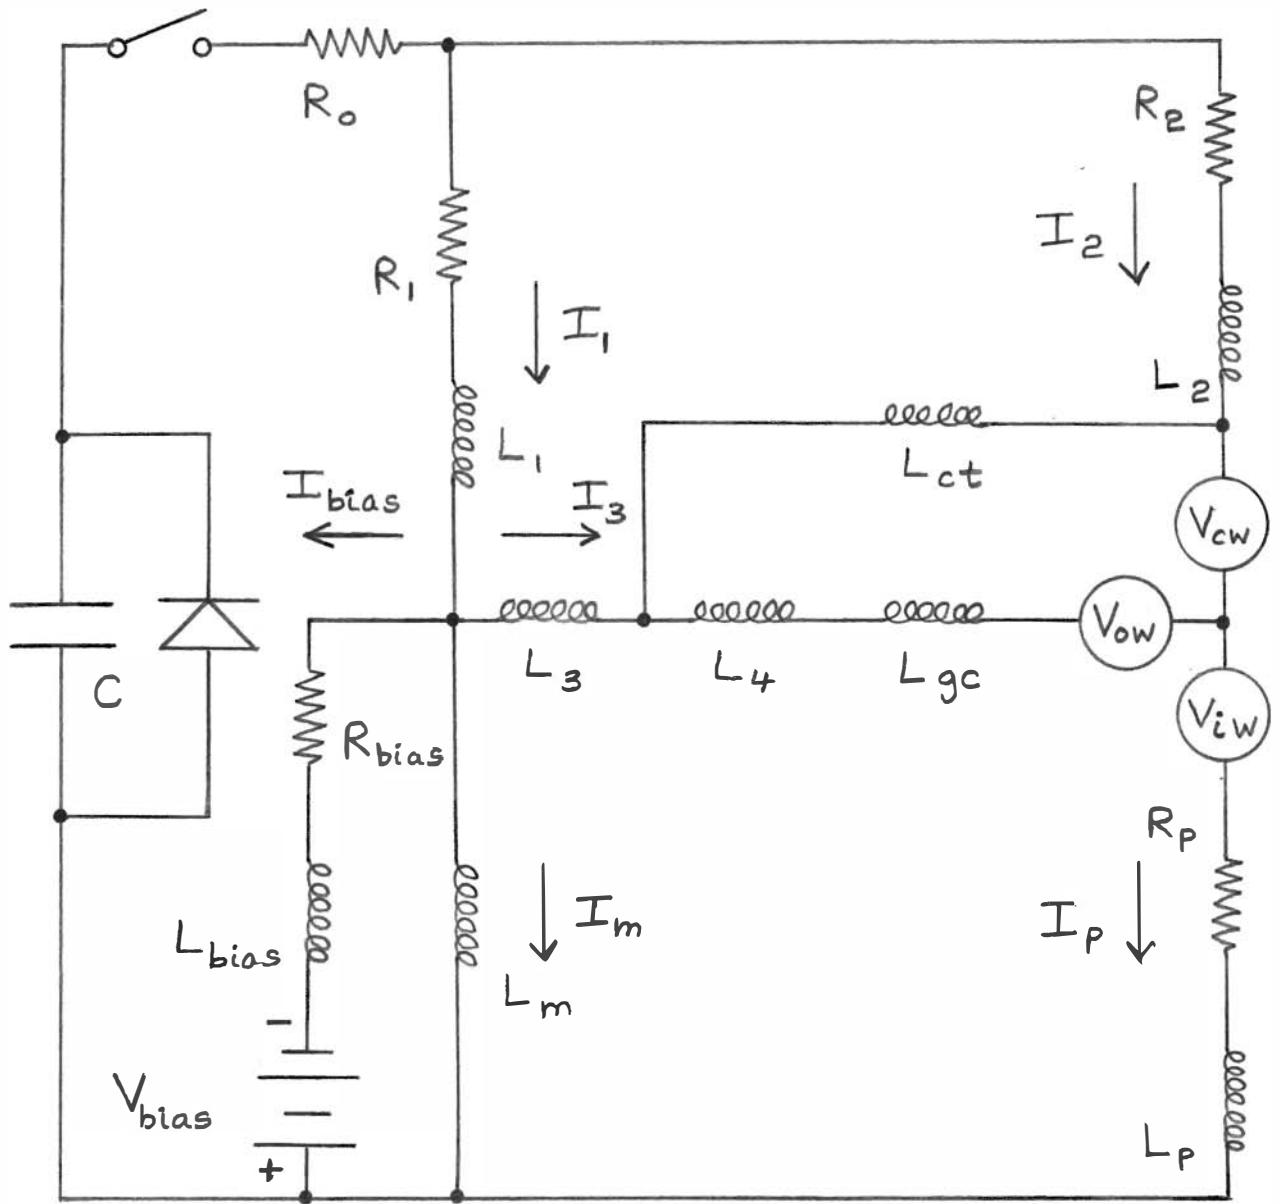 R₀
R₂
I₂
R₁
I₁
L₂
L₁
L_ct
I_bias
I₃
V_cw
V_ow
L₃
L₄
L_gc
C
V_iw
R_bias
R_p
I_m
I_p
L_bias
L_m
−
V_bias
L_p
+